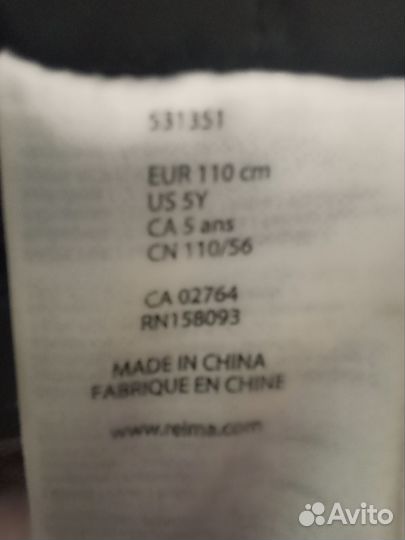 531351
EUR 110 cm
US 5Y
CA 5 ans
CN 110/56
CA 02764
RN158093
MADE IN CHINA
FABRIQUE EN CHINE
www.reima.com
Avito